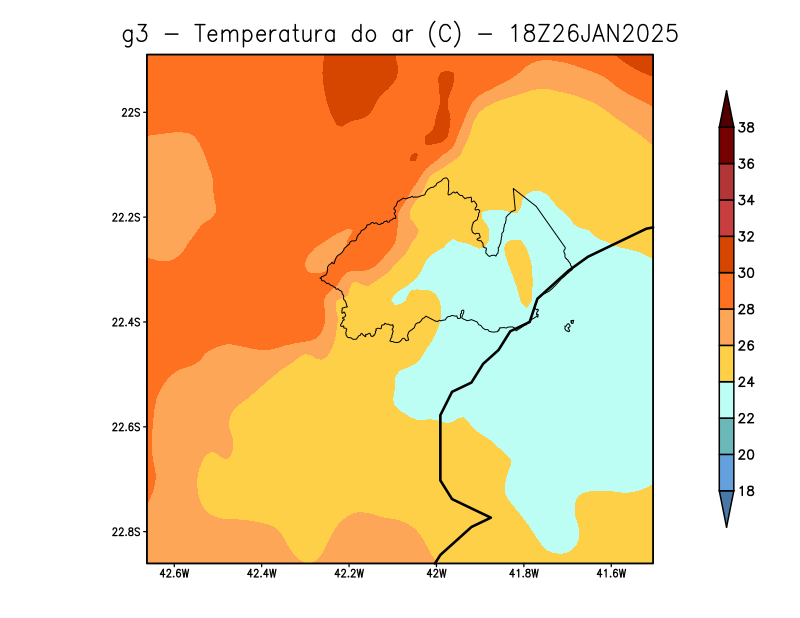 g3 - Temperatura do ar (C) - 18Z26JAN2025
22S
22.2S
22.4S
22.6S
22.8S
42.6W
42.4W
42.2W
42W
41.8W
41.6W
38
36
34
32
30
28
26
24
22
20
18